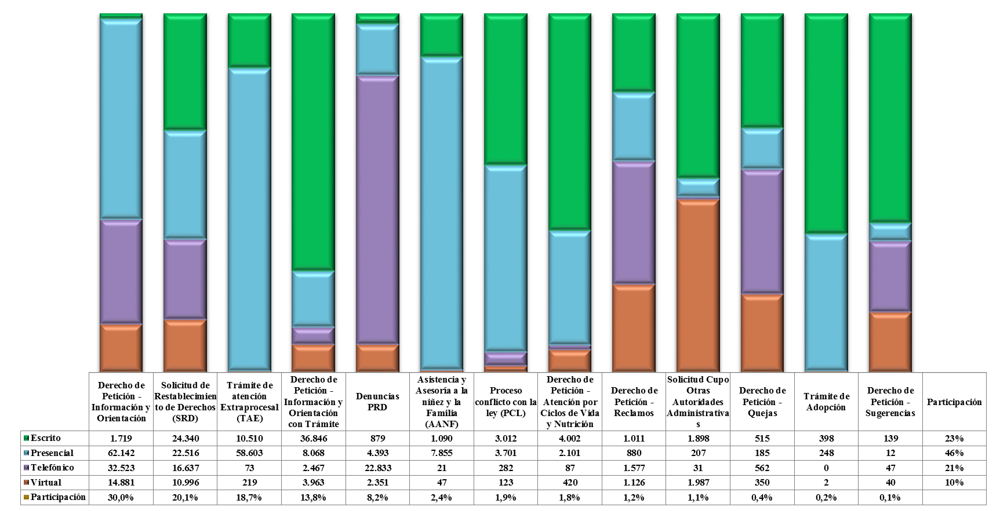 Derecho de Petición - Información y Orientación
Solicitud de Restablecimien to de Derechos (SRD)
Trámite de atención Extraprocesal (TAE)
Derecho de Petición - Información y Orientación con Trámite
Denuncias PRD
Asistencia y Asesoría a la niñez y la Familia (AANF)
Proceso conflicto con la ley (PCL)
Derecho de Petición - Atención por Ciclos de Vida y Nutrición
Derecho de Petición - Reclamos
Solicitud Cupo Otras Autoridades Administrativa s
Derecho de Petición - Quejas
Trámite de Adopción
Derecho de Petición - Sugerencias
Participación
Escrito 1.719 24.340 10.510 36.846 879 1.090 3.012 4.002 1.011 1.898 515 398 139 23%
Presencial 62.142 22.516 58.603 8.068 4.393 7.855 3.701 2.101 880 207 185 248 12 46%
Telefónico 32.523 16.637 73 2.467 22.833 21 282 87 1.577 31 562 0 47 21%
Virtual 14.881 10.996 219 3.963 2.351 47 123 420 1.126 1.987 350 2 40 10%
Participación 30,0% 20,1% 18,7% 13,8% 8,2% 2,4% 1,9% 1,8% 1,2% 1,1% 0,4% 0,2% 0,1%